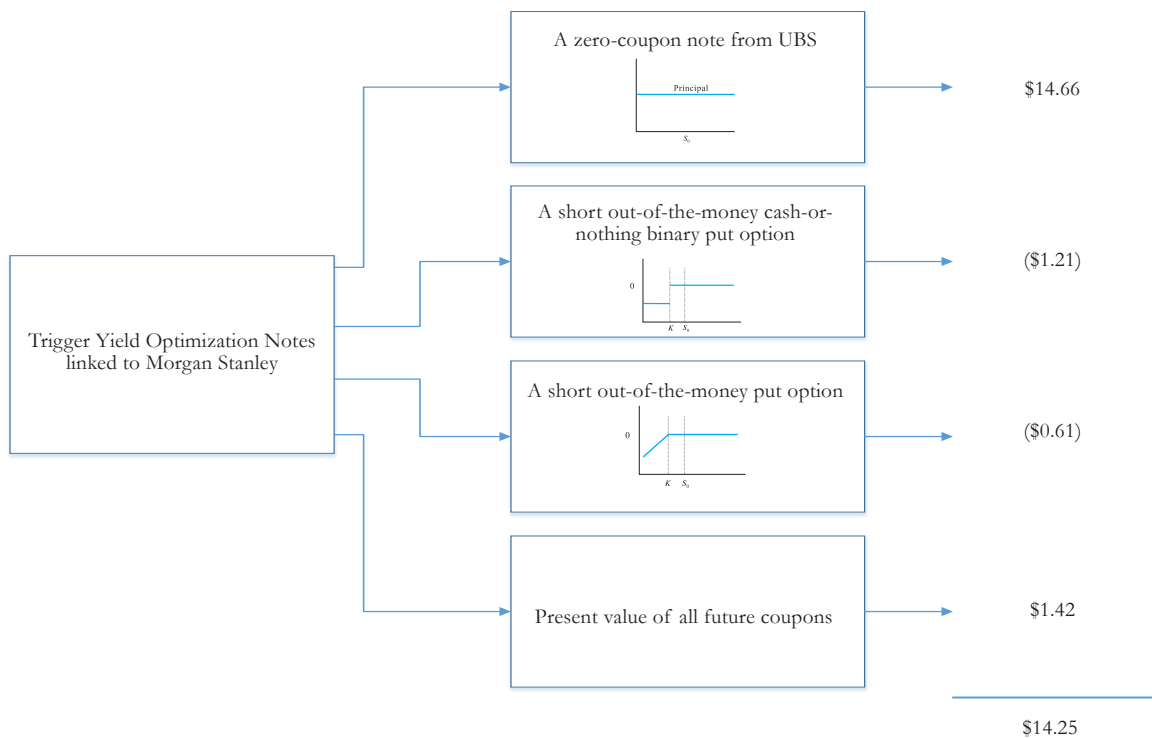 A zero-coupon note from UBS
Principal
S₀
$14.66
A short out-of-the-money cash-or-
nothing binary put option
0
K
S₀
($1.21)
Trigger Yield Optimization Notes
linked to Morgan Stanley
A short out-of-the-money put option
0
K
S₀
($0.61)
Present value of all future coupons
$1.42
$14.25